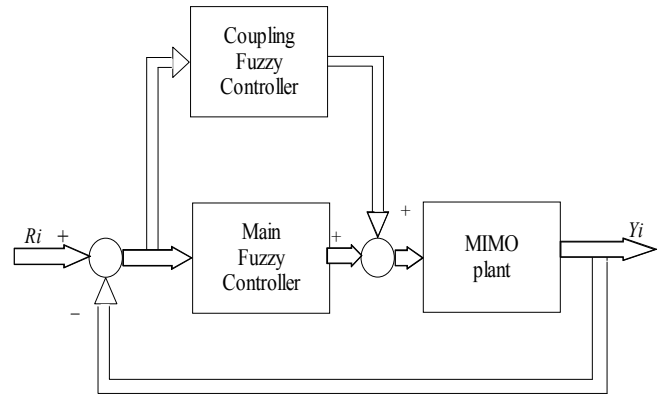 Coupling
Fuzzy
Controller
Ri +
Main
Fuzzy
Controller
+
+
MIMO
plant
Yi
−